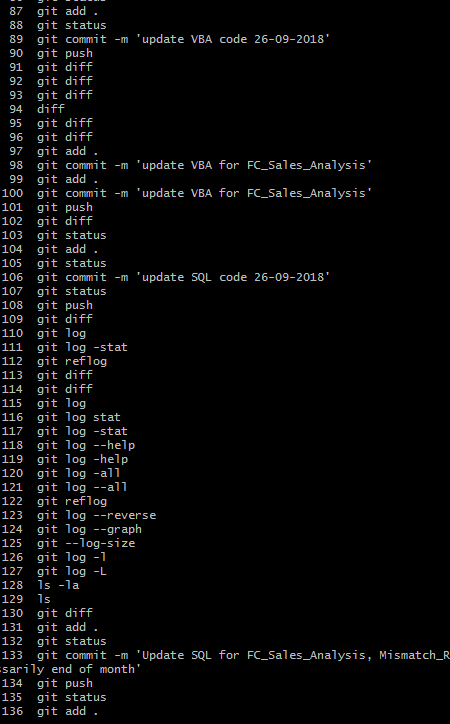 87 git add .
88 git status
89 git commit -m 'update VBA code 26-09-2018'
90 git push
91 git diff
92 git diff
93 git diff
94 diff
95 git diff
96 git diff
97 git add .
98 git commit -m 'update VBA for FC_Sales_Analysis'
99 git add .
100 git commit -m 'update VBA for FC_Sales_Analysis'
101 git push
102 git diff
103 git status
104 git add .
105 git status
106 git commit -m 'update SQL code 26-09-2018'
107 git status
108 git push
109 git diff
110 git log
111 git log -stat
112 git reflog
113 git diff
114 git diff
115 git log
116 git log stat
117 git log -stat
118 git log --help
119 git log -help
120 git log -all
121 git log --all
122 git reflog
123 git log --reverse
124 git log --graph
125 git --log-size
126 git log -l
127 git log -L
128 ls -la
129 ls
130 git diff
131 git add .
132 git status
133 git commit -m 'Update SQL for FC_Sales_Analysis, Mismatch_R
ssarily end of month'
134 git push
135 git status
136 git add .